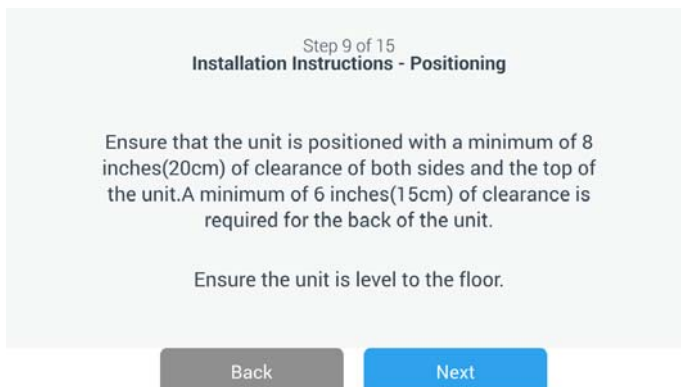 Step 9 of 15
Installation Instructions - Positioning
Ensure that the unit is positioned with a minimum of 8
inches(20cm) of clearance of both sides and the top of
the unit.A minimum of 6 inches(15cm) of clearance is
required for the back of the unit.
Ensure the unit is level to the floor.
Back
Next